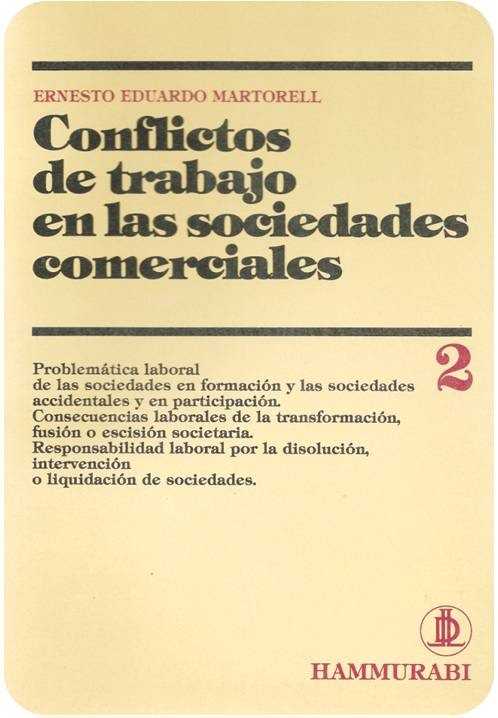 ERNESTO EDUARDO MARTORELL
Conflictos
de trabajo
en las sociedades
comerciales
2
Problemática laboral
de las sociedades en formación y las sociedades
accidentales y en participación.
Consecuencias laborales de la transformación,
fusión o escisión societaria.
Responsabilidad laboral por la disolución,
intervención
o liquidación de sociedades.
HAMMURABI